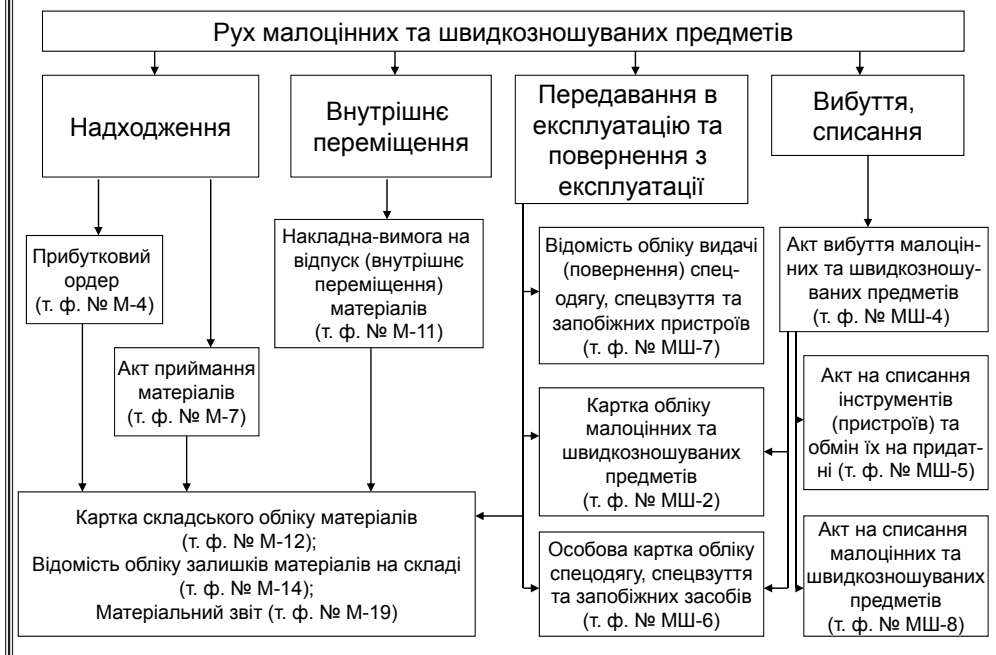 Рух малоцінних та швидкозношуваних предметів
Надходження
Внутрішнє
переміщення
Передавання в
експлуатацію та
повернення з
експлуатації
Вибуття,
списання
Прибутковий
ордер
(т. ф. № М-4)
Акт приймання
матеріалів
(т. ф. № М-7)
Накладна-вимога на
відпуск (внутрішнє
переміщення)
матеріалів
(т. ф. № М-11)
Відомість обліку видачі
(повернення) спец-
одягу, спецвзуття та
запобіжних пристроїв
(т. ф. № МШ-7)
Акт вибуття малоцін-
них та швидкозношу-
ваних предметів
(т. ф. № МШ-4)
Картка обліку
малоцінних та
швидкозношуваних
предметів
(т. ф. № МШ-2)
Акт на списання
інструментів
(пристроїв) та
обмін їх на придат-
ні (т. ф. № МШ-5)
Картка складського обліку матеріалів
(т. ф. № М-12);
Відомість обліку залишків матеріалів на складі
(т. ф. № М-14);
Матеріальний звіт (т. ф. № М-19)
Особова картка обліку
спецодягу, спецвзуття
та запобіжних засобів
(т. ф. № МШ-6)
Акт на списання
малоцінних та
швидкозношуваних
предметів
(т. ф. № МШ-8)